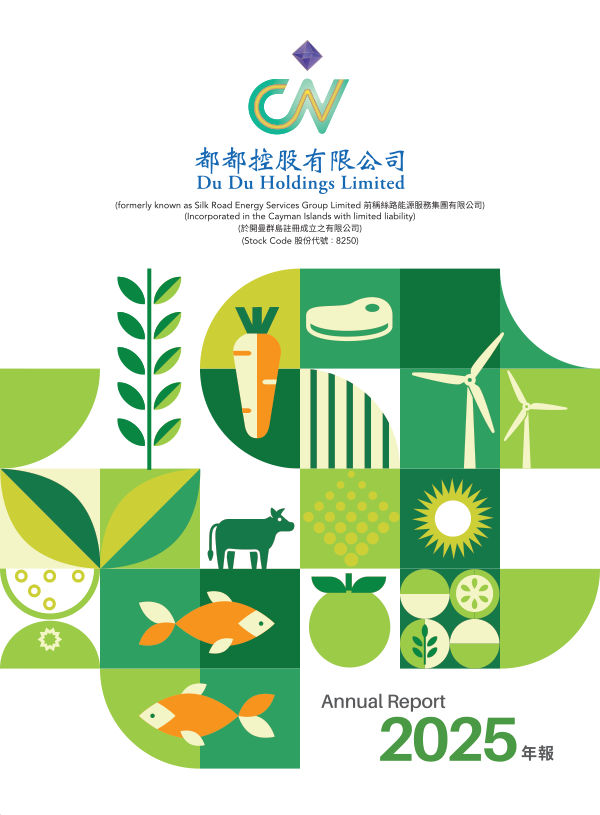 都都控股有限公司
Du Du Holdings Limited
(formerly known as Silk Road Energy Services Group Limited 前稱絲路能源服務集團有限公司)
(Incorporated in the Cayman Islands with limited liability)
(於開曼群島註冊成立之有限公司)
(Stock Code 股份代號：8250)
Annual Report
2025 年報